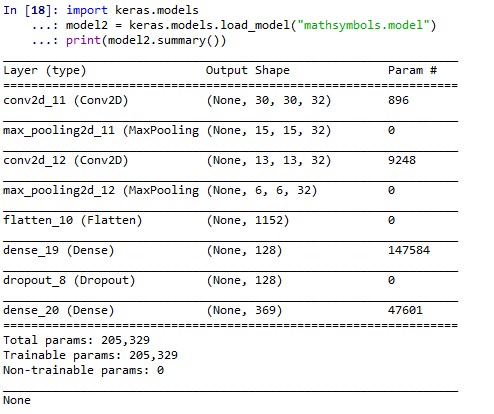 In [18]: import keras.models
    ...: model2 = keras.models.load_model("mathsymbols.model")
    ...: print(model2.summary())
Layer (type)                 Output Shape              Param #
=================================================================
conv2d_11 (Conv2D)           (None, 30, 30, 32)        896
max_pooling2d_11 (MaxPooling (None, 15, 15, 32)        0
conv2d_12 (Conv2D)           (None, 13, 13, 32)        9248
max_pooling2d_12 (MaxPooling (None, 6, 6, 32)          0
flatten_10 (Flatten)         (None, 1152)              0
dense_19 (Dense)             (None, 128)               147584
dropout_8 (Dropout)          (None, 128)               0
dense_20 (Dense)             (None, 369)               47601
=================================================================
Total params: 205,329
Trainable params: 205,329
Non-trainable params: 0
None